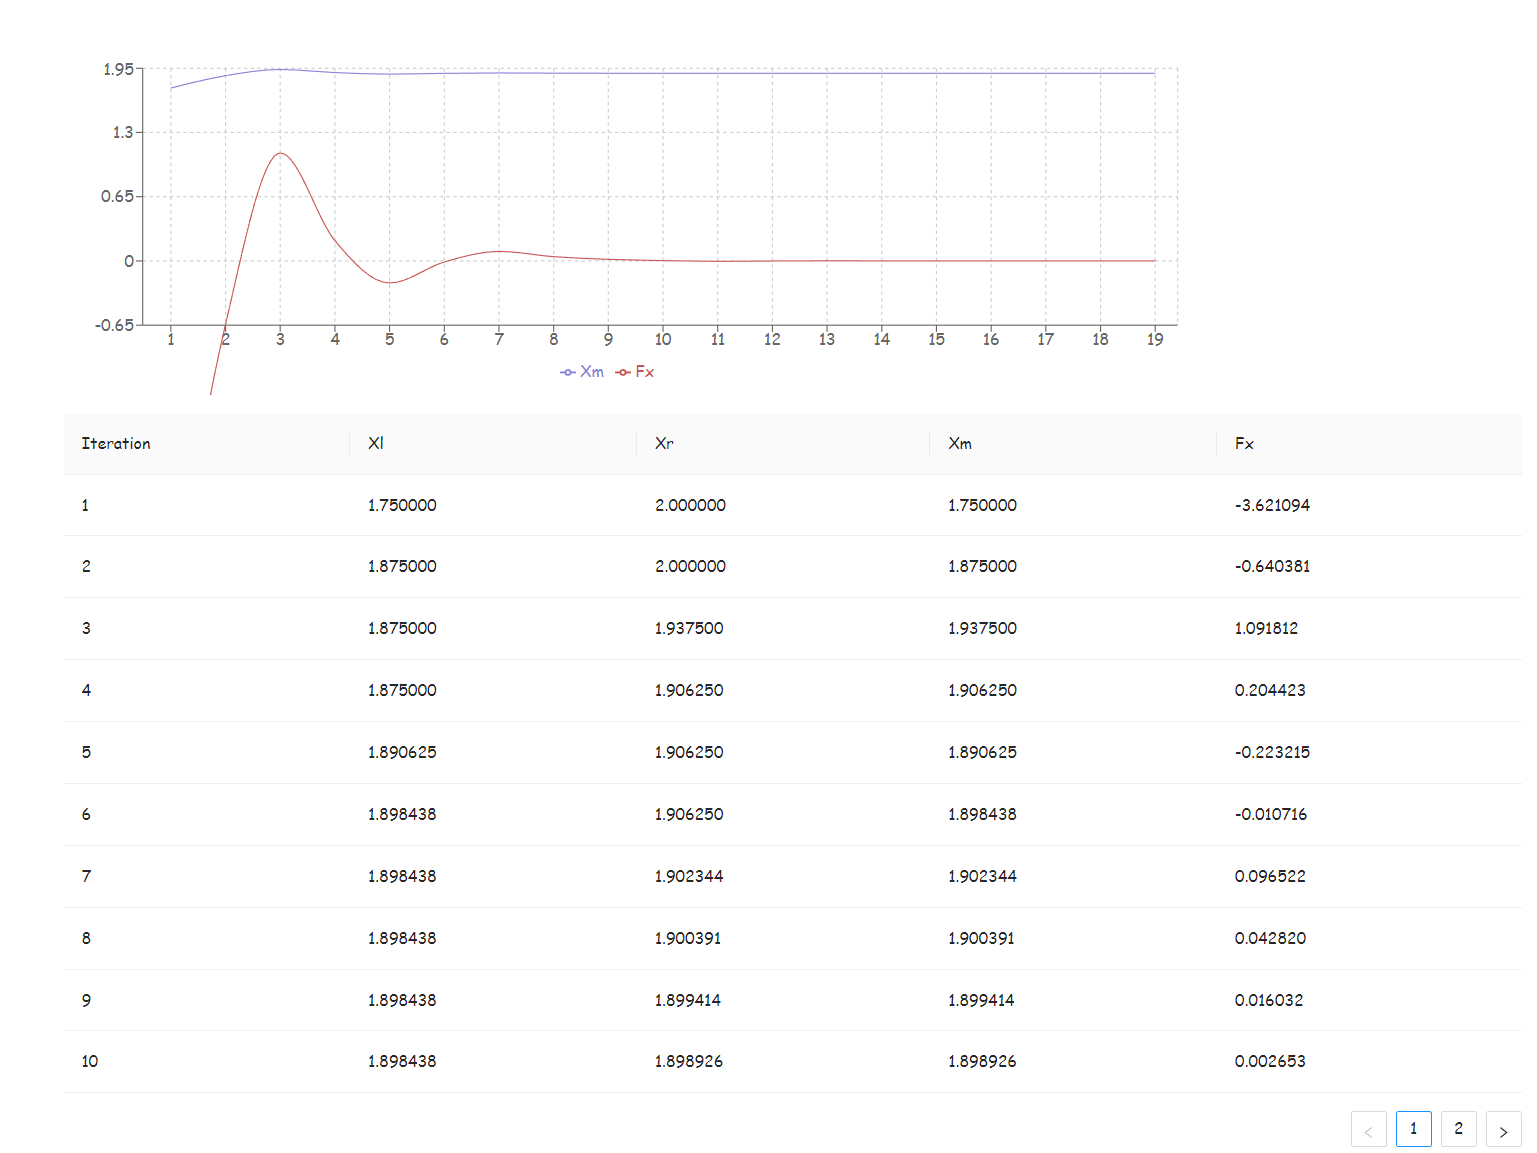 1.95
1.3
0.65
0
-0.65
1 2 3 4 5 6 7 8 9 10 11 12 13 14 15 16 17 18 19
Xm Fx
Iteration Xl Xr Xm Fx
1 1.750000 2.000000 1.750000 -3.621094
2 1.875000 2.000000 1.875000 -0.640381
3 1.875000 1.937500 1.937500 1.091812
4 1.875000 1.906250 1.906250 0.204423
5 1.890625 1.906250 1.890625 -0.223215
6 1.898438 1.906250 1.898438 -0.010716
7 1.898438 1.902344 1.902344 0.096522
8 1.898438 1.900391 1.900391 0.042820
9 1.898438 1.899414 1.899414 0.016032
10 1.898438 1.898926 1.898926 0.002653
< 1 2 >